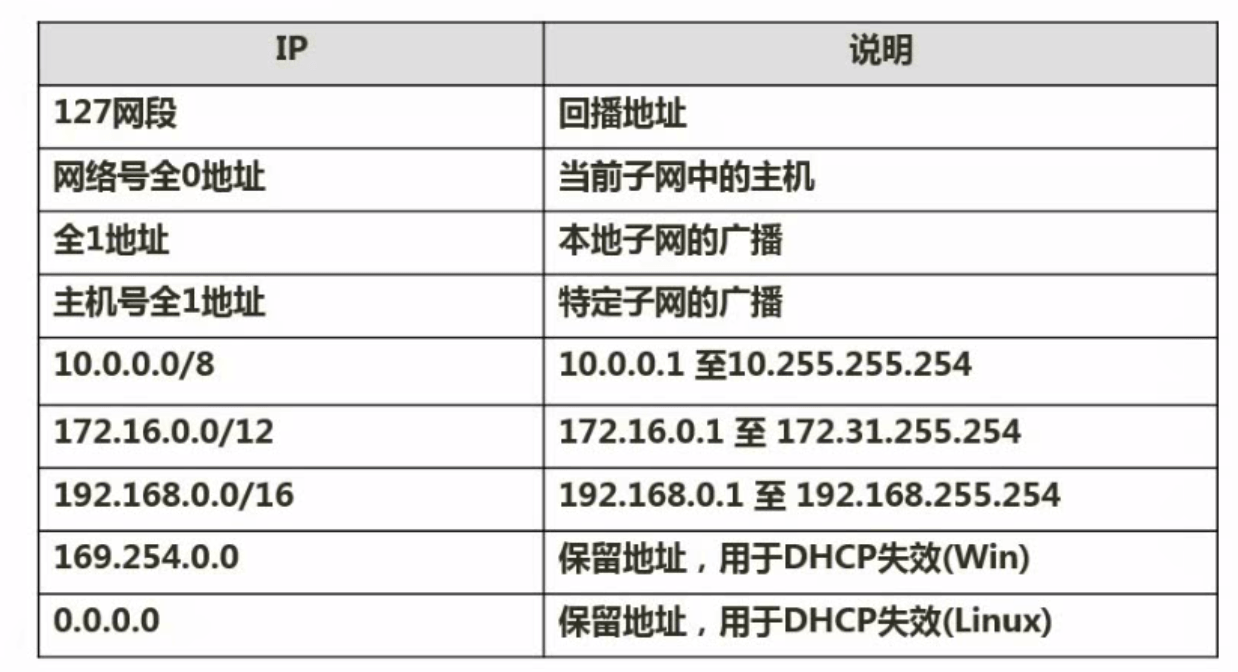 IP 说明
127网段 回播地址
网络号全0地址 当前子网中的主机
全1地址 本地子网的广播
主机号全1地址 特定子网的广播
10.0.0.0/8 10.0.0.1 至10.255.255.254
172.16.0.0/12 172.16.0.1 至 172.31.255.254
192.168.0.0/16 192.168.0.1 至 192.168.255.254
169.254.0.0 保留地址，用于DHCP失效(Win)
0.0.0.0 保留地址，用于DHCP失效(Linux)